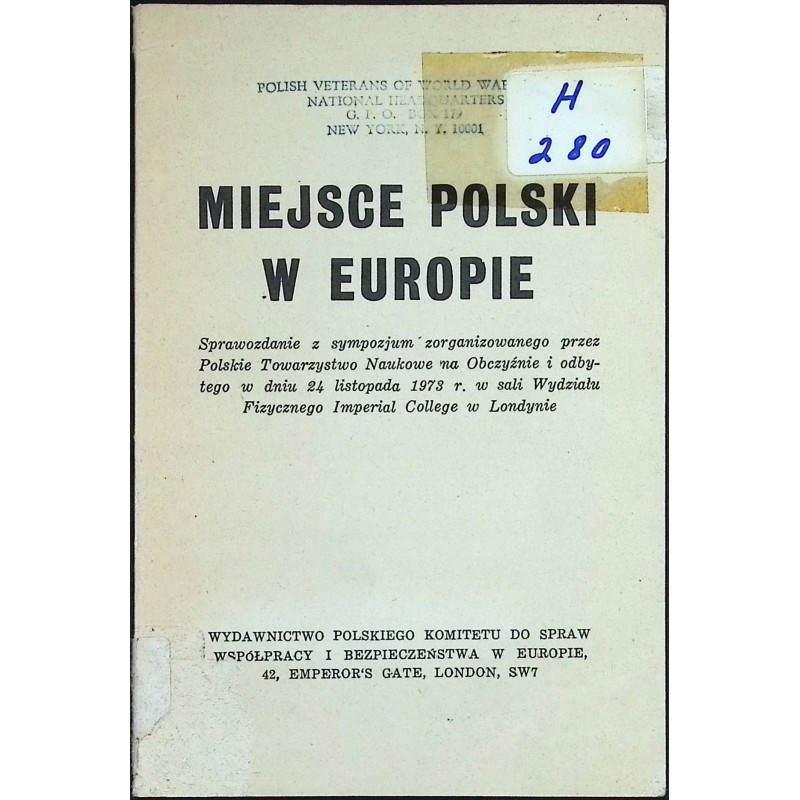 POLISH VETERANS OF WORLD WAR
NATIONAL HEADQUARTERS
G. P. O. BOX 179
NEW YORK, N. Y. 10001
H
280
MIEJSCE POLSKI
W EUROPIE
Sprawozdanie z sympozjum zorganizowanego przez
Polskie Towarzystwo Naukowe na Obczyźnie i odby-
tego w dniu 24 listopada 1973 r. w sali Wydziału
Fizycznego Imperial College w Londynie
WYDAWNICTWO POLSKIEGO KOMITETU DO SPRAW
WSPÓŁPRACY I BEZPIECZEŃSTWA W EUROPIE,
42, EMPEROR'S GATE, LONDON, SW7